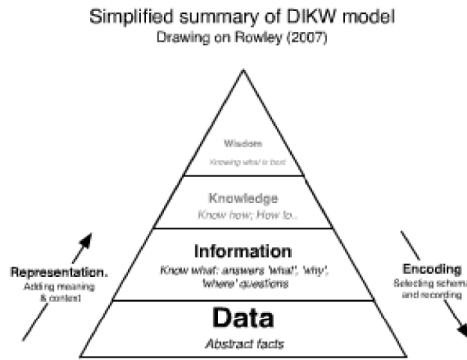 Simplified summary of DIKW model
Drawing on Rowley (2007)
Wisdom
Knowing what is best
Knowledge
Know how; How to..
Information
Know what: answers 'what', 'why',
'where' questions
Data
Abstract facts
Representation.
Adding meaning
& context
Encoding
Selecting schema
and recording